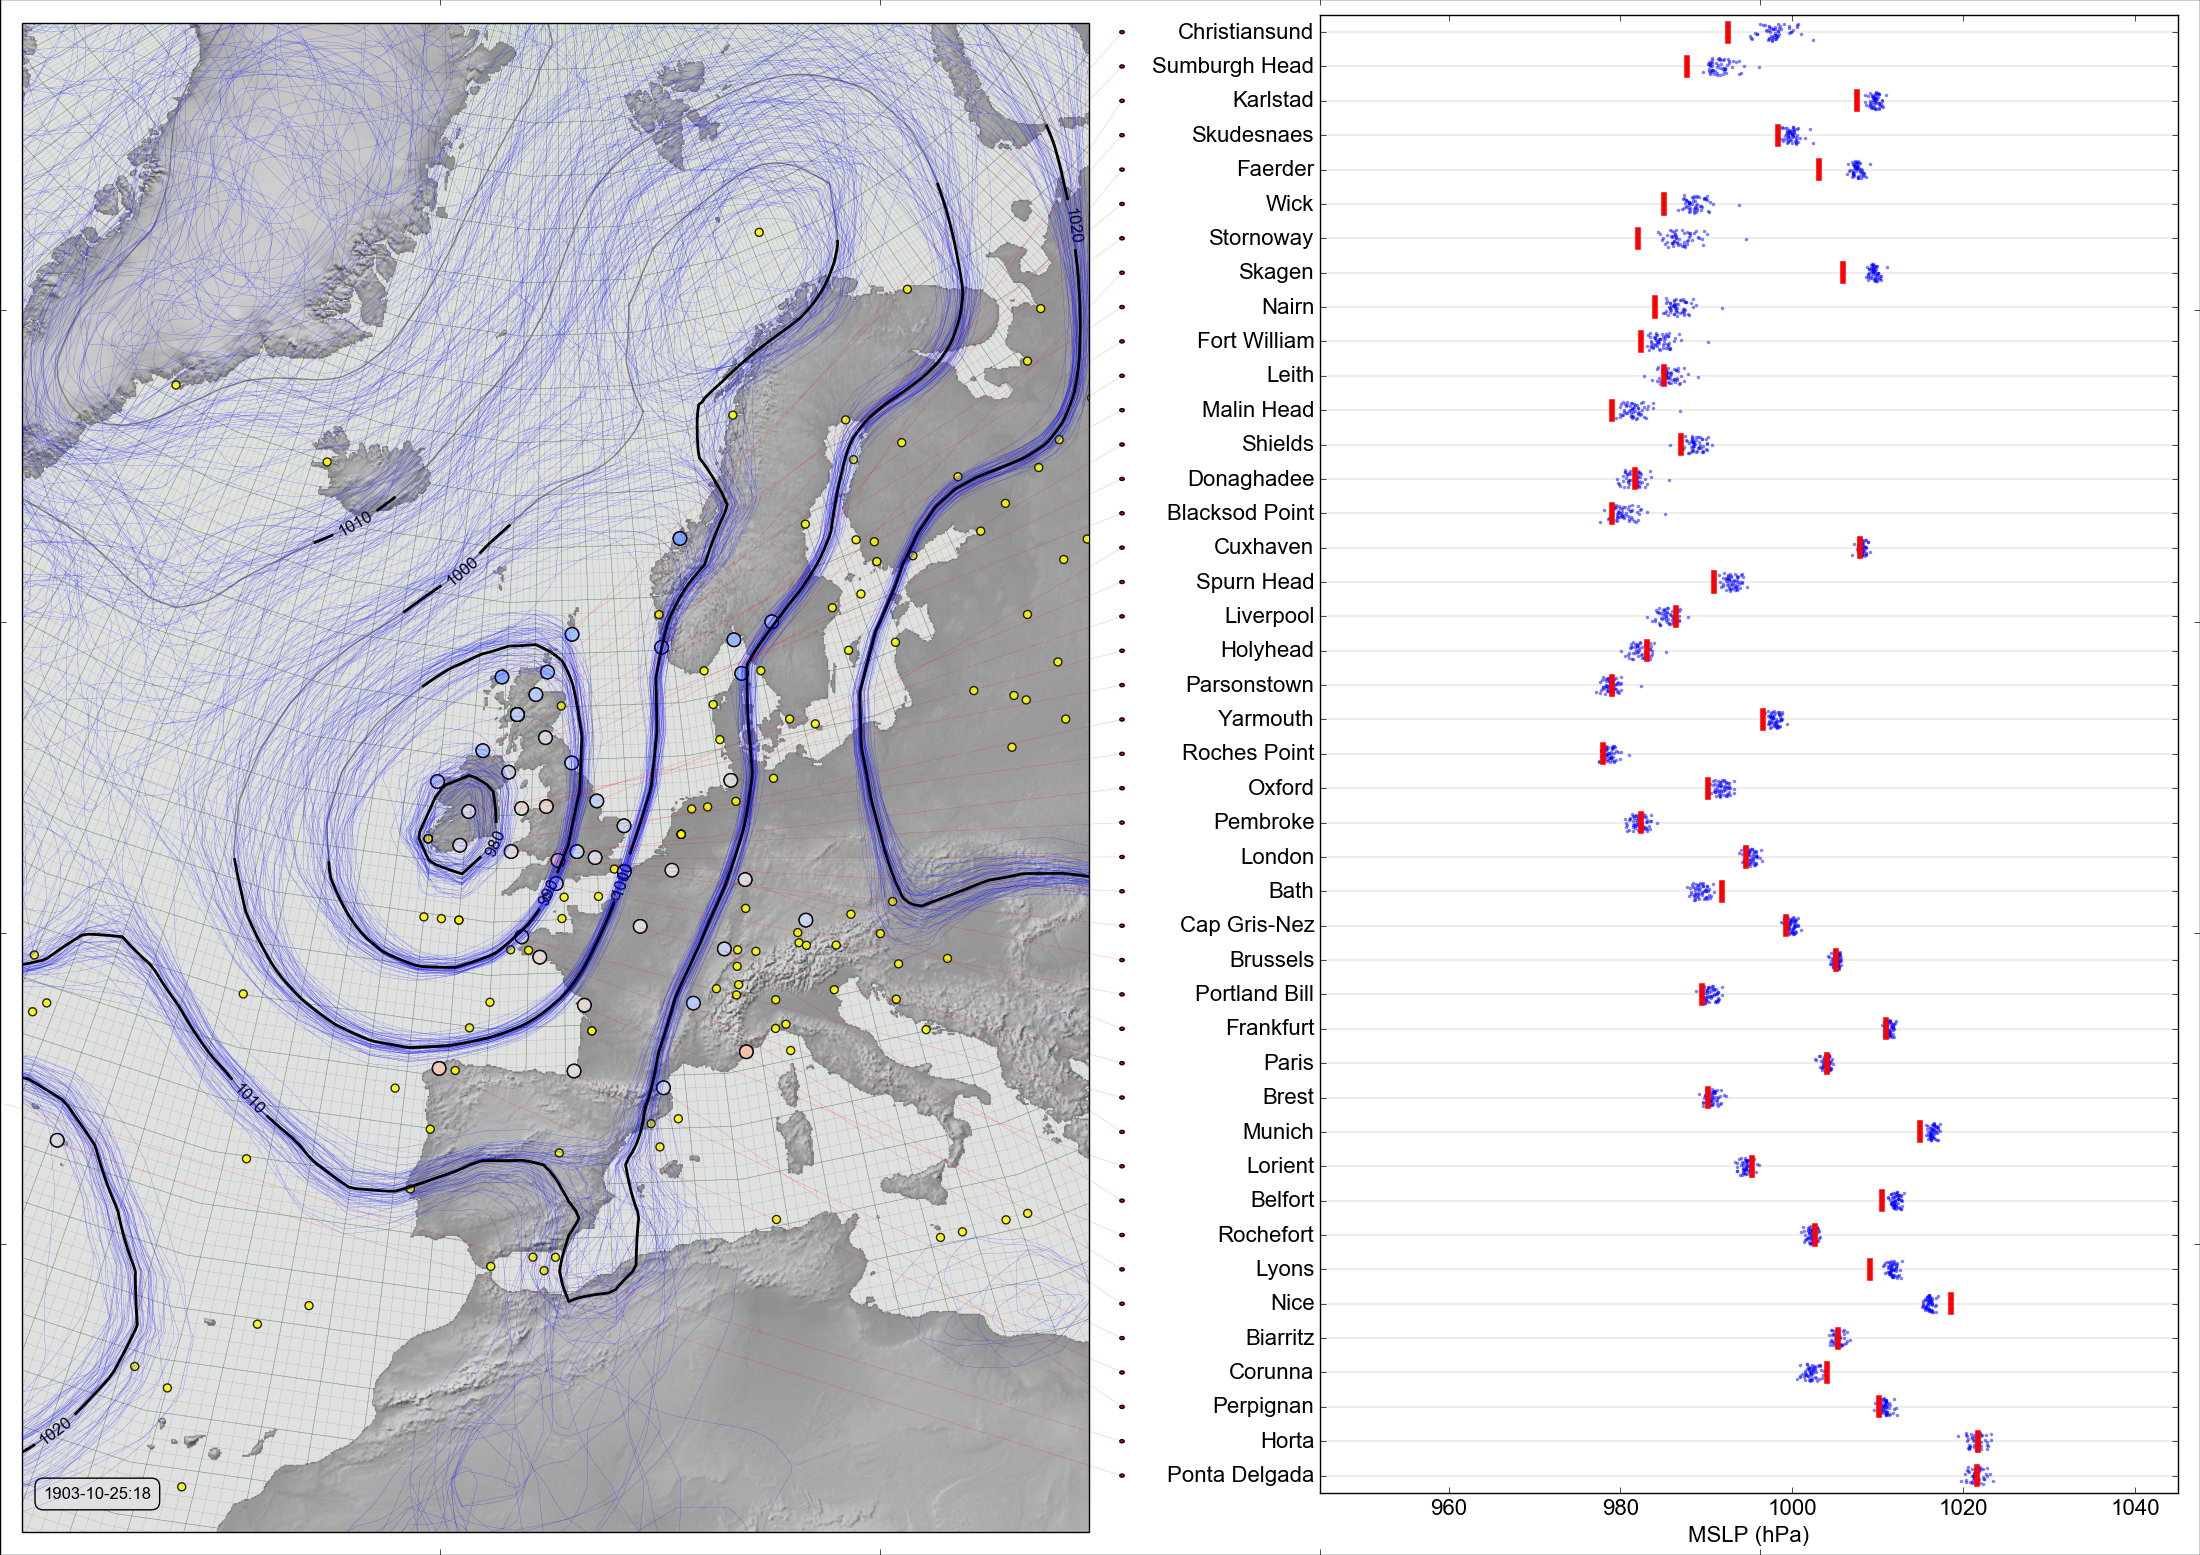 1020
1010
1000
980
990
1000
1010
1020
1903-10-25:18
Christiansund
Sumburgh Head
Karlstad
Skudesnaes
Faerder
Wick
Stornoway
Skagen
Nairn
Fort William
Leith
Malin Head
Shields
Donaghadee
Blacksod Point
Cuxhaven
Spurn Head
Liverpool
Holyhead
Parsonstown
Yarmouth
Roches Point
Oxford
Pembroke
London
Bath
Cap Gris-Nez
Brussels
Portland Bill
Frankfurt
Paris
Brest
Munich
Lorient
Belfort
Rochefort
Lyons
Nice
Biarritz
Corunna
Perpignan
Horta
Ponta Delgada
960 980 1000 1020 1040
MSLP (hPa)